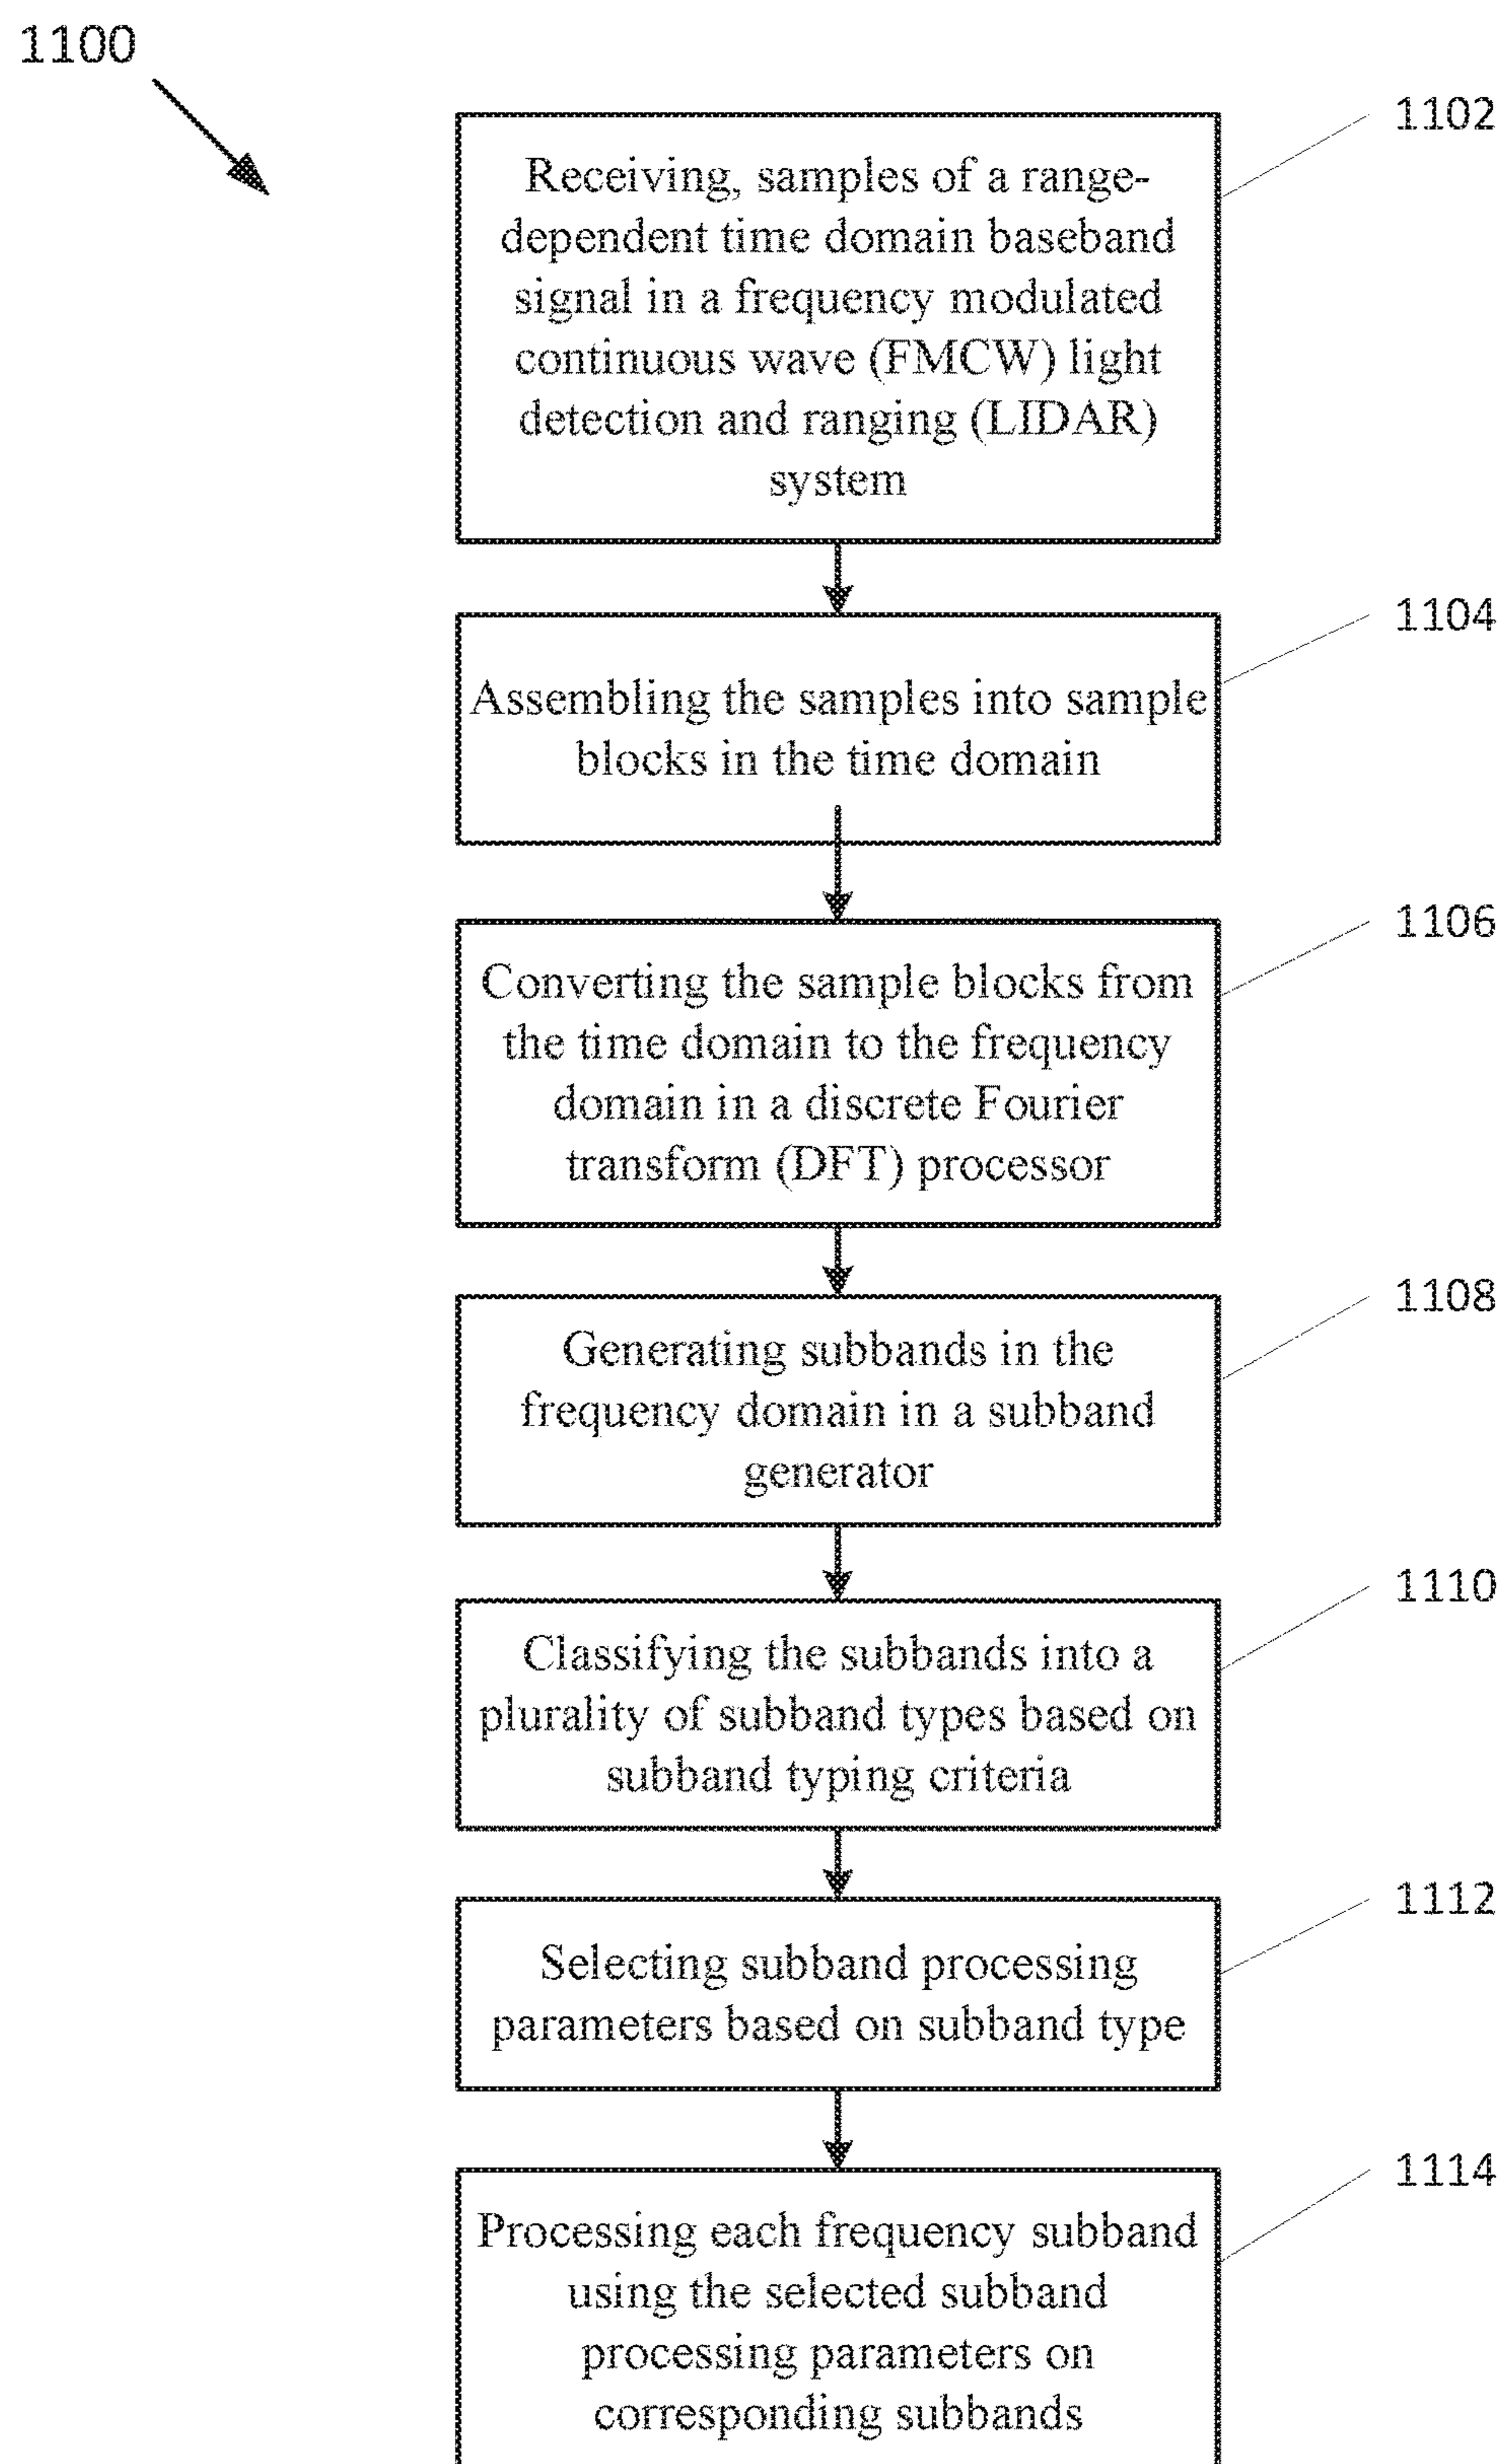 1100
1102
Receiving, samples of a range-
dependent time domain baseband
signal in a frequency modulated
continuous wave (FMCW) light
detection and ranging (LIDAR)
system
1104
Assembling the samples into sample
blocks in the time domain
1106
Converting the sample blocks from
the time domain to the frequency
domain in a discrete Fourier
transform (DFT) processor
1108
Generating subbands in the
frequency domain in a subband
generator
1110
Classifying the subbands into a
plurality of subband types based on
subband typing criteria
1112
Selecting subband processing
parameters based on subband type
1114
Processing each frequency subband
using the selected subband
processing parameters on
corresponding subbands